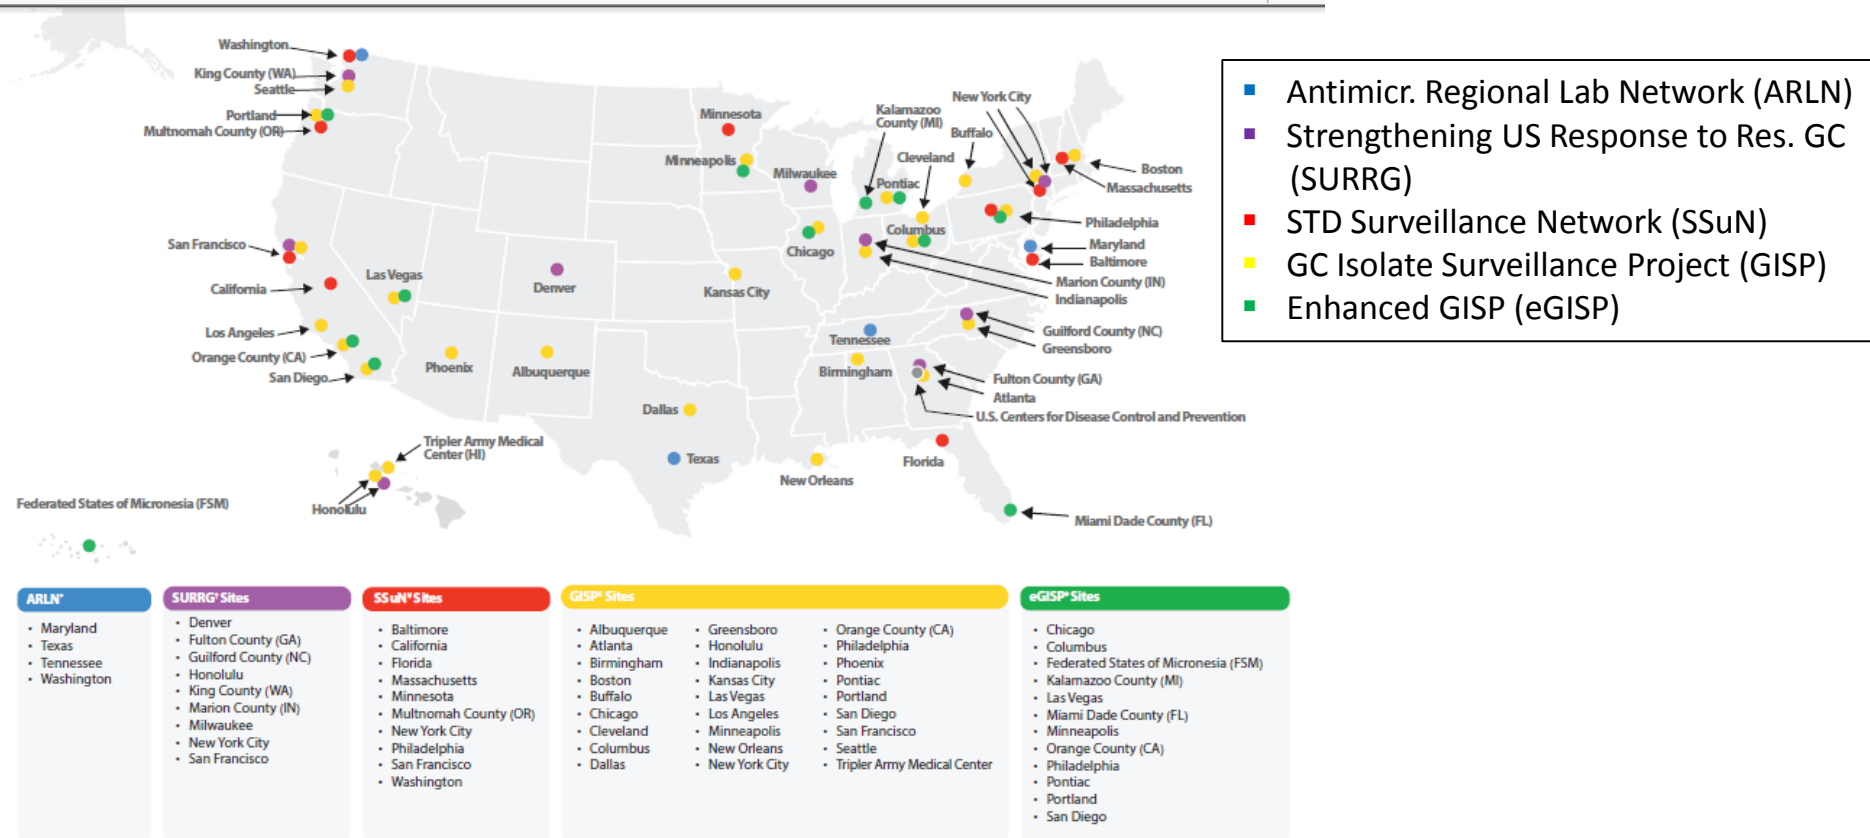 Washington
King County (WA)
Seattle
Portland
Multnomah County (OR)
San Francisco
California
Las Vegas
Los Angeles
Orange County (CA)
San Diego
Phoenix
Albuquerque
Denver
Minnesota
Minneapolis
Milwaukee
Chicago
Kansas City
Kalamazoo
County (MI)
Pontiac
Cleveland
Columbus
Buffalo
New York City
Boston
Massachusetts
Philadelphia
Maryland
Baltimore
Marion County (IN)
Indianapolis
Guilford County (NC)
Greensboro
Tennessee
Birmingham
Fulton County (GA)
Atlanta
U.S. Centers for Disease Control and Prevention
Dallas
Texas
New Orleans
Florida
Miami Dade County (FL)
Tripler Army Medical
Center (HI)
Honolulu
Federated States of Micronesia (FSM)
▪ Antimicr. Regional Lab Network (ARLN)
▪ Strengthening US Response to Res. GC
(SURRG)
▪ STD Surveillance Network (SSuN)
▪ GC Isolate Surveillance Project (GISP)
▪ Enhanced GISP (eGISP)
ARLN
• Maryland
• Texas
• Tennessee
• Washington
SURRG Sites
• Denver
• Fulton County (GA)
• Guilford County (NC)
• Honolulu
• King County (WA)
• Marion County (IN)
• Milwaukee
• New York City
• San Francisco
SSuN Sites
• Baltimore
• California
• Florida
• Massachusetts
• Minnesota
• Multnomah County (OR)
• New York City
• Philadelphia
• San Francisco
• Washington
GISP Sites
• Albuquerque
• Atlanta
• Birmingham
• Boston
• Buffalo
• Chicago
• Cleveland
• Columbus
• Dallas
• Greensboro
• Honolulu
• Indianapolis
• Kansas City
• Las Vegas
• Los Angeles
• Minneapolis
• New Orleans
• New York City
• Orange County (CA)
• Philadelphia
• Phoenix
• Pontiac
• Portland
• San Diego
• San Francisco
• Seattle
• Tripler Army Medical Center
eGISP Sites
• Chicago
• Columbus
• Federated States of Micronesia (FSM)
• Kalamazoo County (MI)
• Las Vegas
• Miami Dade County (FL)
• Minneapolis
• Orange County (CA)
• Philadelphia
• Pontiac
• Portland
• San Diego